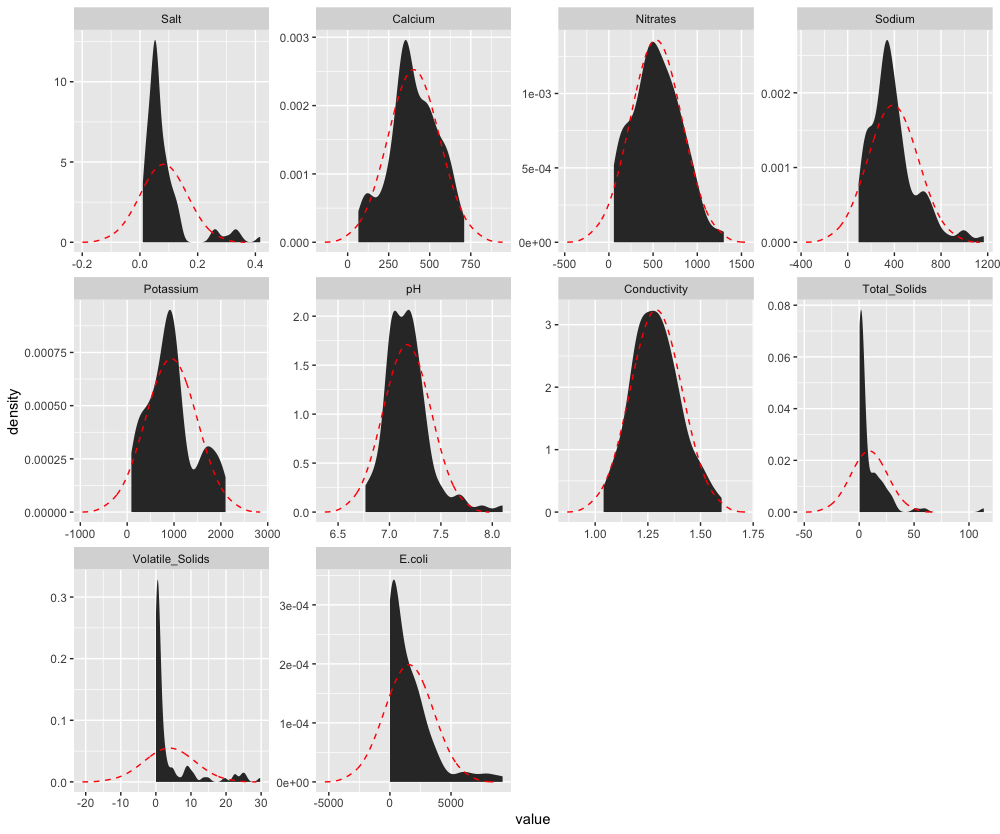 Salt
Calcium
Nitrates
Sodium
10
5
0
-0.2 0.0 0.2 0.4
0.003
0.002
0.001
0.000
0 250 500 750
1e-03
5e-04
0e+00
-500 0 500 1000 1500
0.002
0.001
0.000
-400 0 400 800 1200
Potassium
pH
Conductivity
Total_Solids
0.00075
0.00050
0.00025
0.00000
-1000 0 1000 2000 3000
2.0
1.5
1.0
0.5
0.0
6.5 7.0 7.5 8.0
3
2
1
0
1.00 1.25 1.50 1.75
0.08
0.06
0.04
0.02
0.00
-50 0 50 100
density
Volatile_Solids
E.coli
0.3
0.2
0.1
0.0
-20 -10 0 10 20 30
3e-04
2e-04
1e-04
0e+00
-5000 0 5000
value